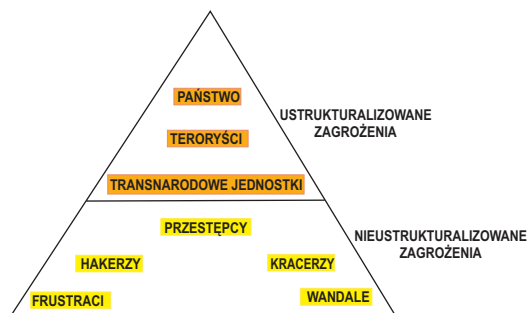 PAŃSTWO
TERORYŚCI
USTRUKTURALIZOWANE
ZAGROŻENIA
TRANSNARODOWE JEDNOSTKI
PRZESTĘPCY
NIEUSTRUKTURALIZOWANE
ZAGROŻENIA
HAKERZY
KRACERZY
FRUSTRACI
WANDALE